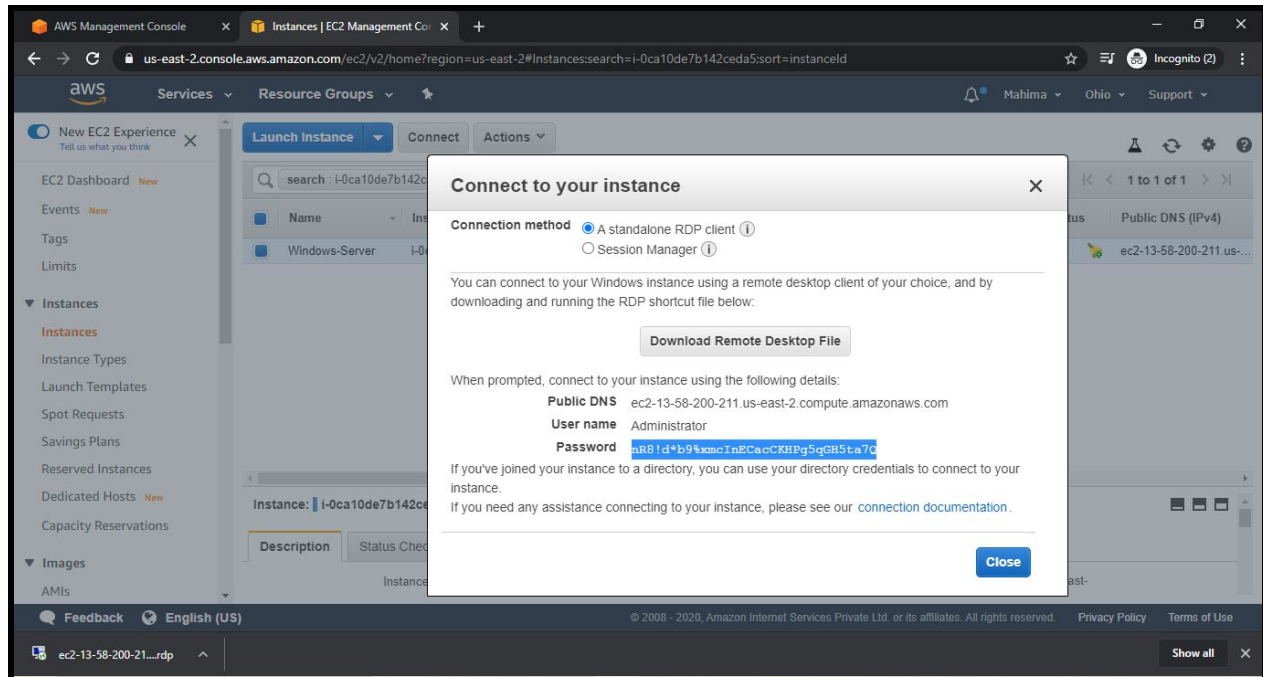 AWS Management Console
Instances | EC2 Management Con
us-east-2.console.aws.amazon.com/ec2/v2/home?region=us-east-2#Instances:search=i-0ca10de7b142ceda5;sort=instanceId
Incognito (2)
aws
Services
Resource Groups
Mahima
Ohio
Support
New EC2 Experience
Tell us what you think
Launch Instance
Connect
Actions
EC2 Dashboard New
search : i-0ca10de7b142c
Connect to your instance
1 to 1 of 1
Events New
Name
Ins
Connection method
A standalone RDP client
tus
Public DNS (IPv4)
Tags
Session Manager
Windows-Server
i-0
ec2-13-58-200-211.us-...
Limits
You can connect to your Windows instance using a remote desktop client of your choice, and by
downloading and running the RDP shortcut file below:
Instances
Instances
Download Remote Desktop File
Instance Types
When prompted, connect to your instance using the following details:
Launch Templates
Public DNS ec2-13-58-200-211.us-east-2.compute.amazonaws.com
Spot Requests
User name Administrator
Savings Plans
Password nR8!d*b9%xmcInECacCKHPg5qGH5ta7Q
Reserved Instances
If you've joined your instance to a directory, you can use your directory credentials to connect to your
instance.
Dedicated Hosts New
Instance: i-0ca10de7b142ce
If you need any assistance connecting to your instance, please see our connection documentation.
Capacity Reservations
Description
Status Chec
Images
Close
AMIs
Instance
ast-
Feedback
English (US)
© 2008 - 2020, Amazon Internet Services Private Ltd. or its affiliates. All rights reserved.
Privacy Policy
Terms of Use
ec2-13-58-200-21....rdp
Show all